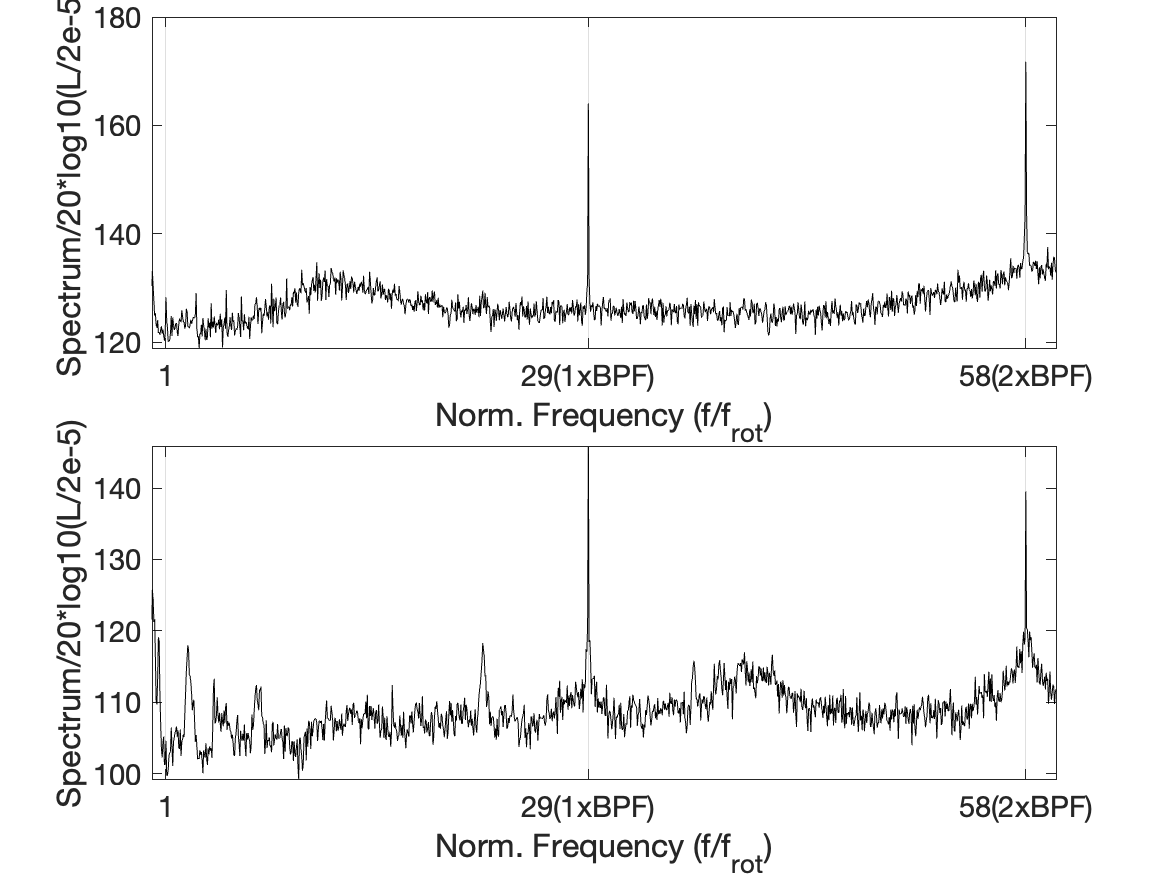 180
160
140
120
Spectrum/20*log10(L/2e-5
1
29(1xBPF)
58(2xBPF)
Norm. Frequency (f/frot)
140
130
120
110
100
Spectrum/20*log10(L/2e-5)
1
29(1xBPF)
58(2xBPF)
Norm. Frequency (f/frot)